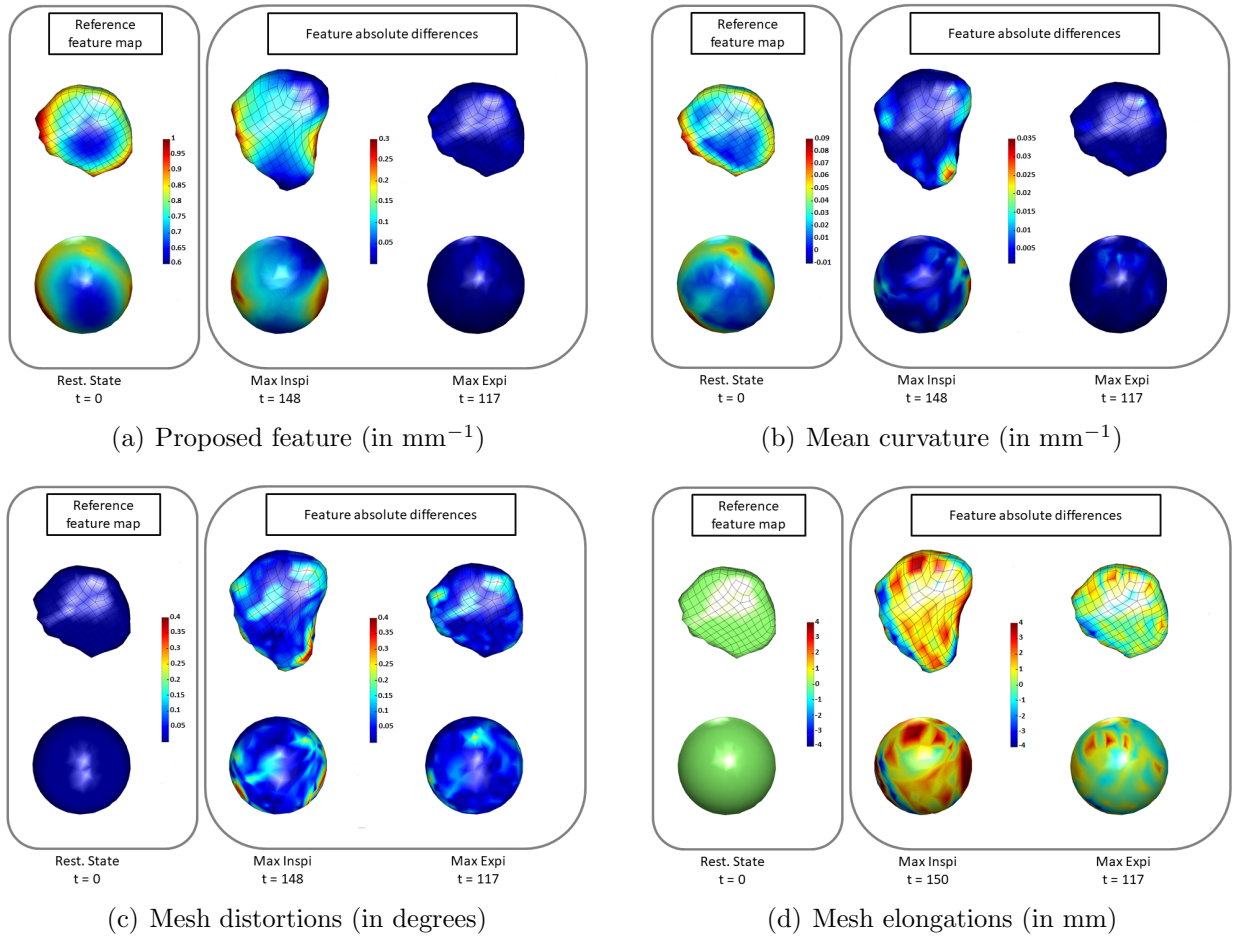 Reference
feature map
Feature absolute differences
1
0.95
0.9
0.85
0.8
0.75
0.7
0.65
0.6
0.3
0.25
0.2
0.15
0.1
0.05
Rest. State
t = 0
Max Inspi
t = 148
Max Expi
t = 117
(a) Proposed feature (in mm⁻¹)
Reference
feature map
Feature absolute differences
0.09
0.08
0.07
0.06
0.05
0.04
0.03
0.02
0.01
0
-0.01
0.035
0.03
0.025
0.02
0.015
0.01
0.005
Rest. State
t = 0
Max Inspi
t = 148
Max Expi
t = 117
(b) Mean curvature (in mm⁻¹)
Reference
feature map
Feature absolute differences
0.4
0.35
0.3
0.25
0.2
0.15
0.1
0.05
0.4
0.35
0.3
0.25
0.2
0.15
0.1
0.05
Rest. State
t = 0
Max Inspi
t = 148
Max Expi
t = 117
(c) Mesh distortions (in degrees)
Reference
feature map
Feature absolute differences
4
3
2
1
-0
-1
-2
-3
-4
4
3
2
1
-0
-1
-2
-3
-4
Rest. State
t = 0
Max Inspi
t = 150
Max Expi
t = 117
(d) Mesh elongations (in mm)